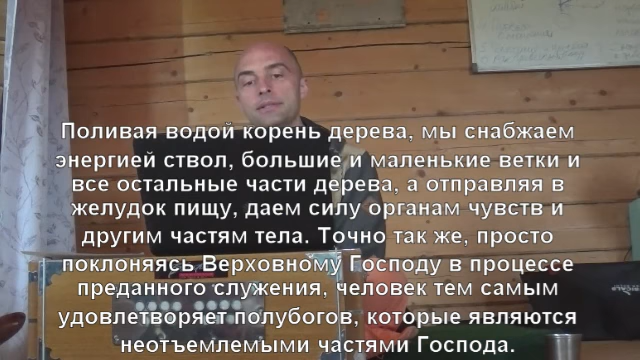 Поливая водой корень дерева, мы снабжаем
энергией ствол, большие и маленькие ветки и
все остальные части дерева, а отправляя в
желудок пищу, даем силу органам чувств и
другим частям тела. Точно так же, просто
поклоняясь Верховному Господу в процессе
преданного служения, человек тем самым
удовлетворяет полубогов, которые являются
неотъемлемыми частями Господа.